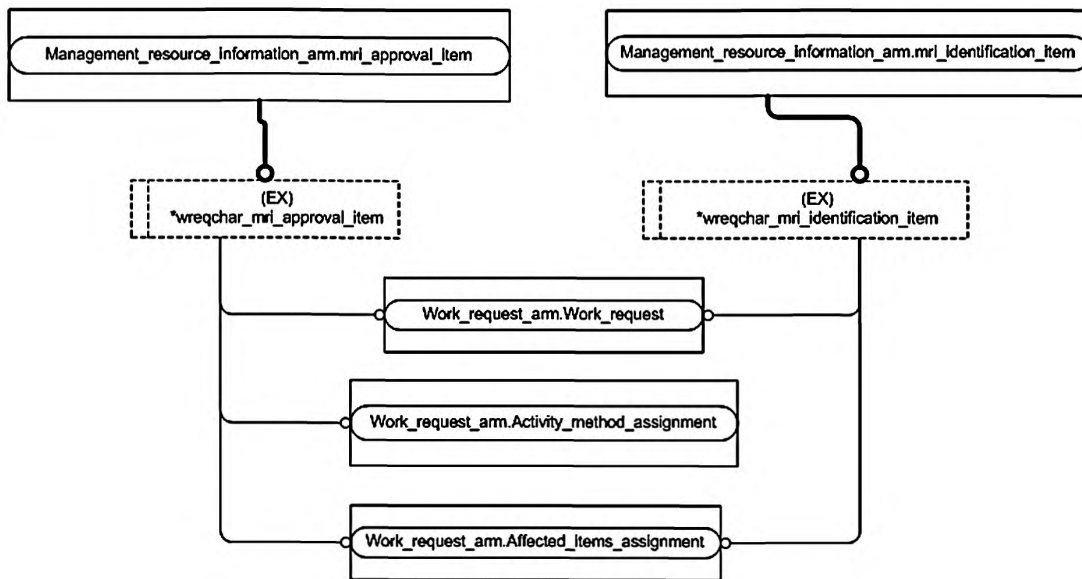 Management_resource_information_arm.mri_approval_item
Management_resource_information_arm.mri_identification_item
(EX)
*wreqchar_mri_approval_item
(EX)
*wreqchar_mri_identification_item
Work_request_arm.Work_request
Work_request_arm.Activity_method_assignment
Work_request_arm.Affected_items_assignment